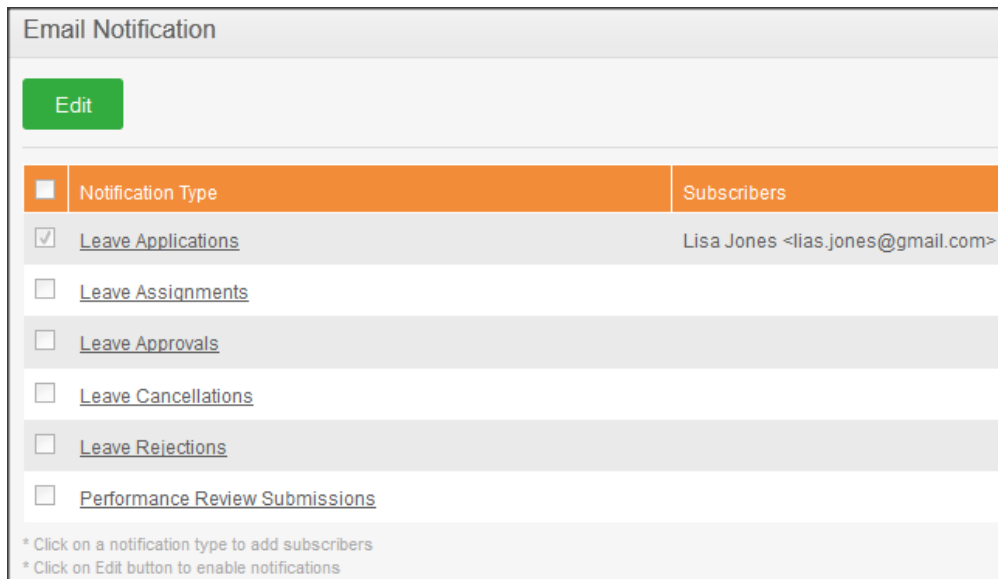 Email Notification
Edit
Notification Type Subscribers
Leave Applications Lisa Jones <lias.jones@gmail.com>
Leave Assignments
Leave Approvals
Leave Cancellations
Leave Rejections
Performance Review Submissions
* Click on a notification type to add subscribers
* Click on Edit button to enable notifications